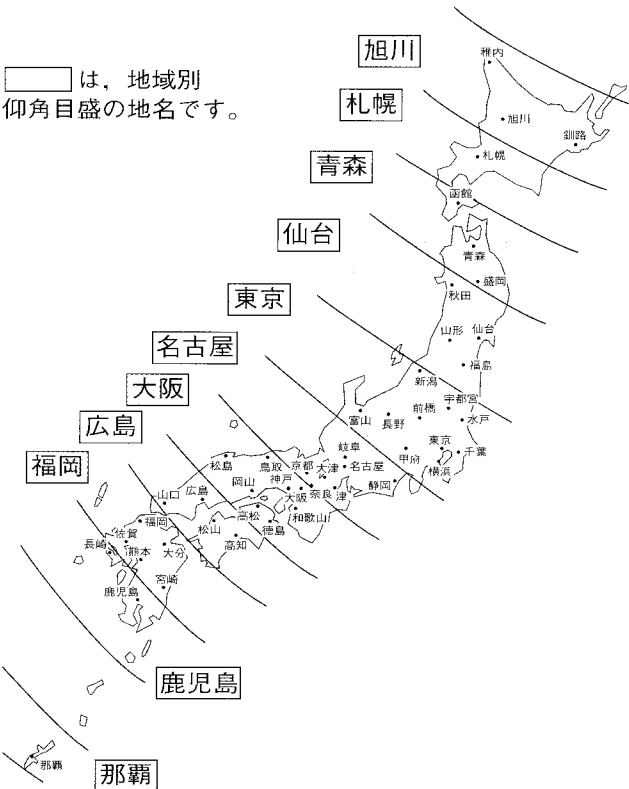 旭川
稚内
は，地域別
仰角目盛の地名です。
札幌
旭川
釧路
札幌
青森
函館
仙台
青森
盛岡
秋田
東京
山形
仙台
名古屋
福島
新潟
大阪
宇都宮
前橋
富山
長野
水戸
広島
岐阜
東京
千葉
甲府
松島
鳥取
京都
大津
名古屋
横浜
福岡
神戸
岡山
静岡
山口
広島
大阪
奈良
津
高松
和歌山
福岡
松山
徳島
佐賀
高知
長崎
熊本
大分
宮崎
鹿児島
鹿児島
那覇
那覇